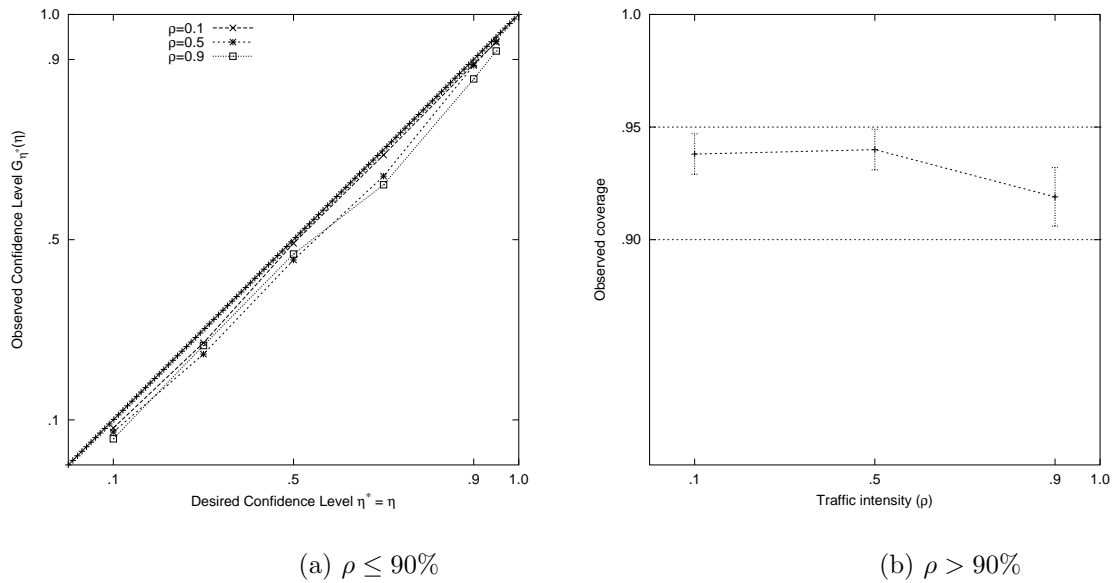 1.0
.9
.5
.1
Observed Confidence Level G_{η*}(η)
ρ=0.1
ρ=0.5
ρ=0.9
.1
.5
.9
1.0
Desired Confidence Level η* = η
(a) ρ ≤ 90%
1.0
.95
.90
Observed coverage
.1
.5
.9
1.0
Traffic intensity (ρ)
(b) ρ > 90%